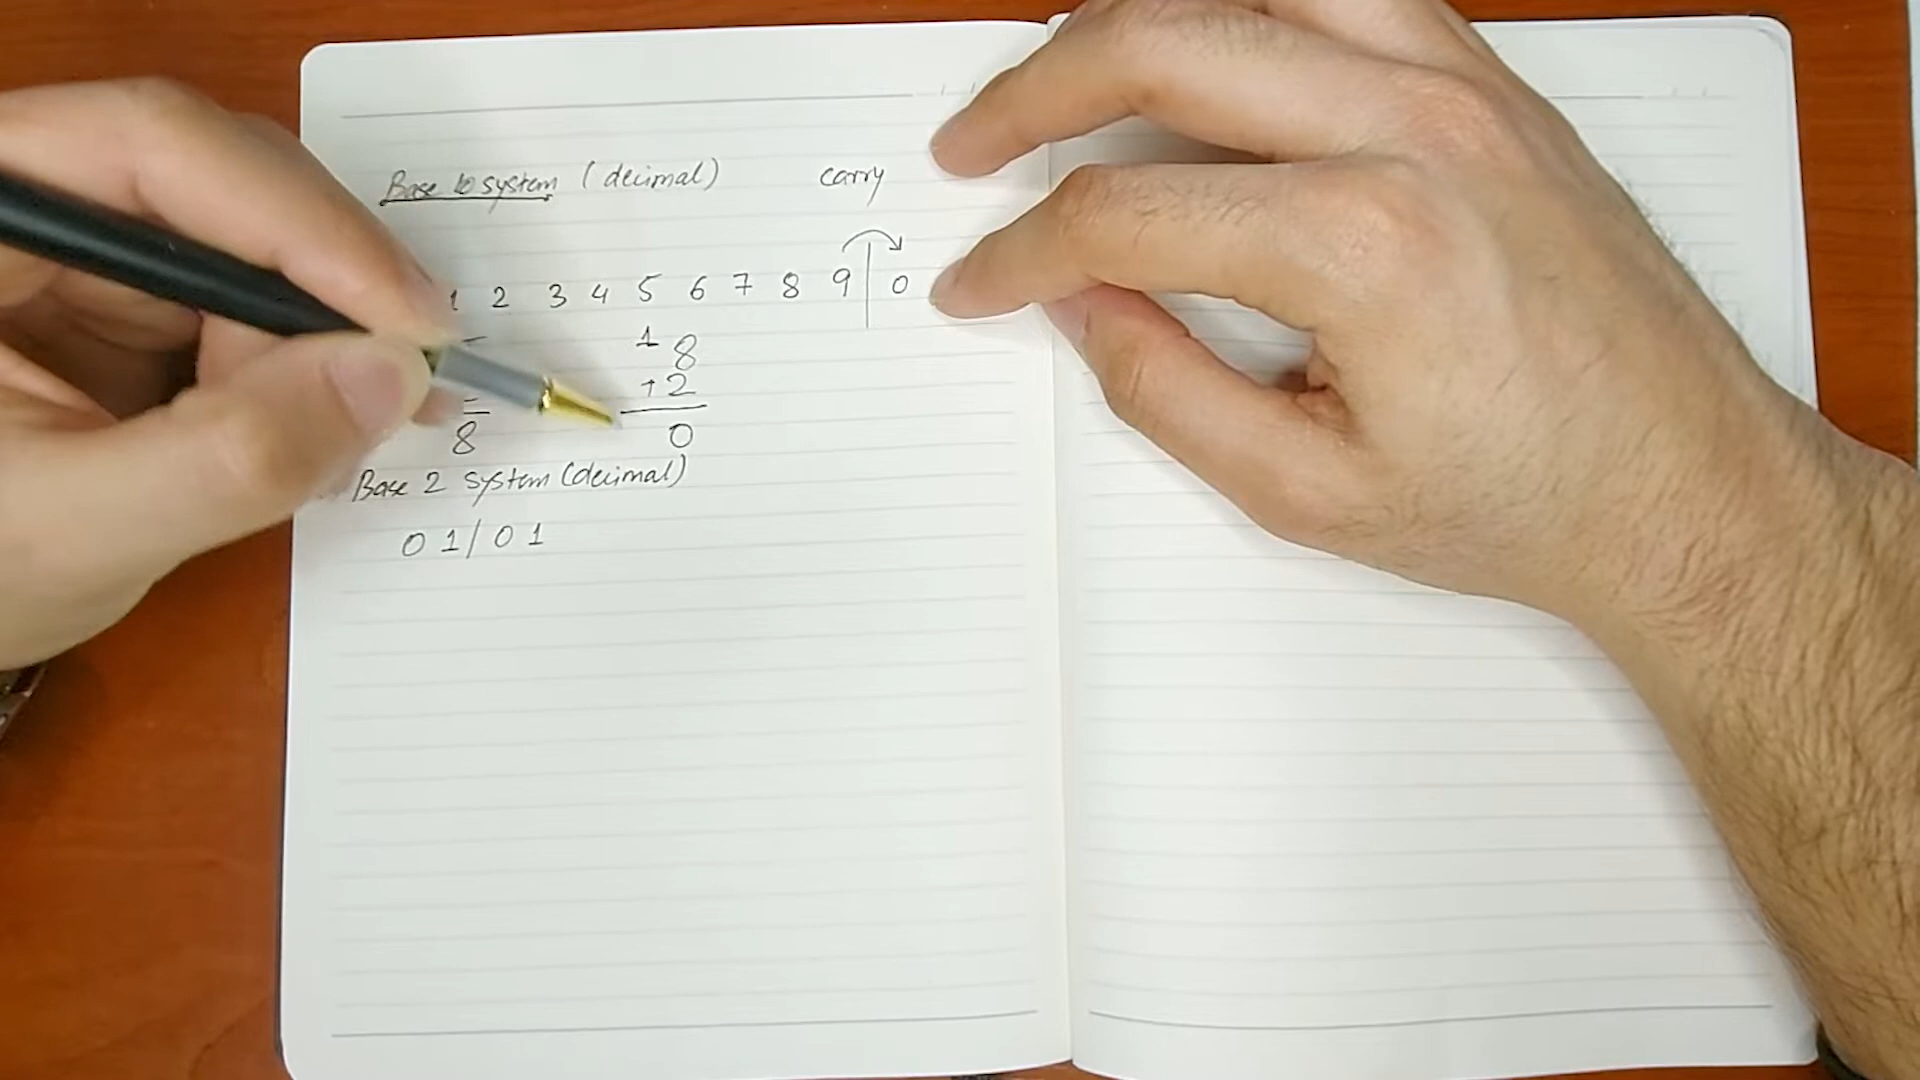 Base 10 system (decimal) carry
1 2 3 4 5 6 7 8 9 | 0
1 8
+2
0
8
Base 2 system (decimal)
0 1/ 0 1